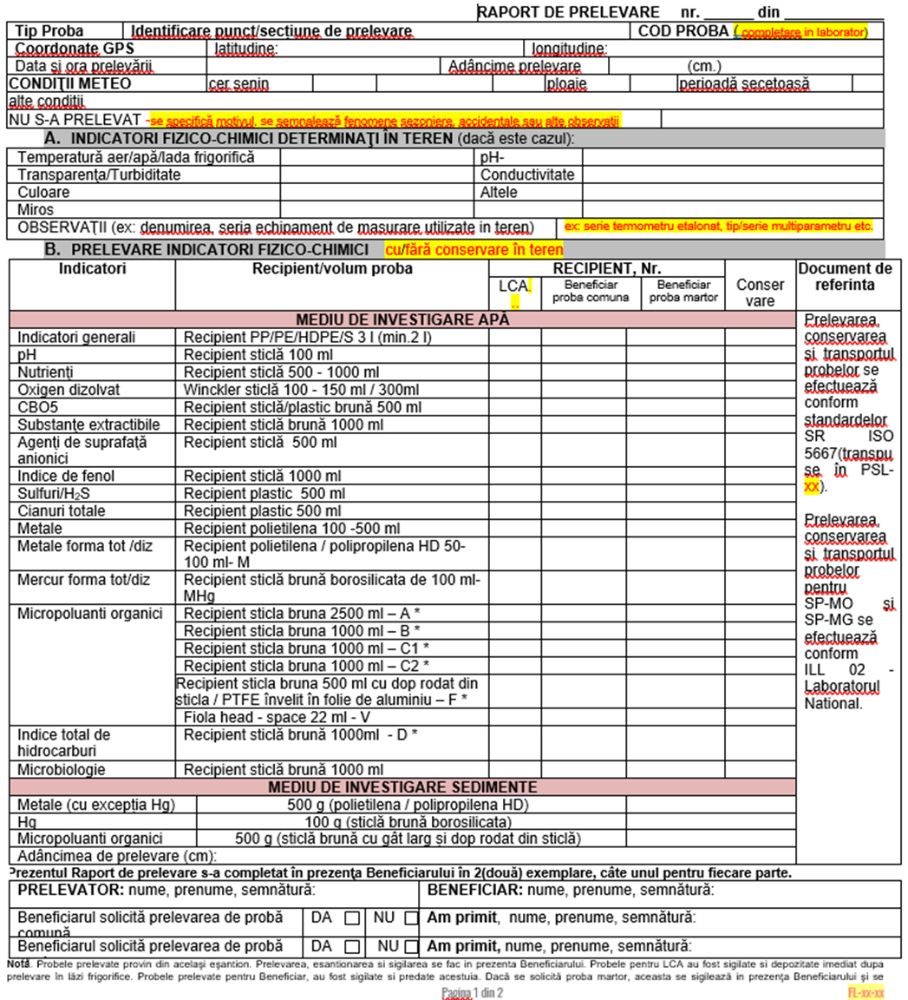 RAPORT DE PRELEVARE nr. ______ din ____________
Tip Proba Identificare punct/secțiune de prelevare COD PROBA ( completare in laborator)
Coordonate GPS latitudine: longitudine:
Data și ora prelevării Adâncime prelevare (cm.)
CONDIŢII METEO cer senin ploaie perioadă secetoasă
alte condiții
NU S-A PRELEVAT -se specifică motivul, se semnalează fenomene sezoniere, accidentale sau alte observații
A. INDICATORI FIZICO-CHIMICI DETERMINAŢI ÎN TEREN (dacă este cazul):
Temperatură aer/apă/lada frigorifică pH-
Transparența/Turbiditate Conductivitate
Culoare Altele
Miros
OBSERVAȚII (ex: denumirea, seria echipament de masurare utilizate in teren) ex: serie termometru etalonat, tip/serie multiparametru etc.
B. PRELEVARE INDICATORI FIZICO-CHIMICI cu/fără conservare în teren
Indicatori Recipient/volum proba RECIPIENT, Nr. Document de
referinta
LCA.
..
Beneficiar
proba comuna
Beneficiar
proba martor
Conser
vare
MEDIU DE INVESTIGARE APĂ
Indicatori generali Recipient PP/PE/HDPE/S 3 l (min.2 l)
pH Recipient sticlă 100 ml
Nutrienţi Recipient sticlă 500 - 1000 ml
Oxigen dizolvat Winckler sticlă 100 - 150 ml / 300ml
CBO5 Recipient sticlă/plastic brună 500 ml
Substanţe extractibile Recipient sticlă brună 1000 ml
Agenţi de suprafaţă
anionici
Recipient sticlă 500 ml
Indice de fenol Recipient sticlă 1000 ml
Sulfuri/H₂S Recipient plastic 500 ml
Cianuri totale Recipient plastic 500 ml
Metale Recipient polietilena 100 -500 ml
Metale forma tot /diz Recipient polietilena / polipropilena HD 50-
100 ml- M
Mercur forma tot/diz Recipient sticlă brună borosilicata de 100 ml-
MHg
Micropoluanti organici Recipient sticla bruna 2500 ml – A *
Recipient sticla bruna 1000 ml – B *
Recipient sticla bruna 1000 ml – C1 *
Recipient sticla bruna 1000 ml – C2 *
Recipient sticla bruna 500 ml cu dop rodat din
sticla / PTFE învelit în folie de aluminiu – F *
Fiola head - space 22 ml - V
Indice total de
hidrocarburi
Recipient sticlă brună 1000ml - D *
Microbiologie Recipient sticlă brună 1000 ml
Prelevarea,
conservarea
si transportul
probelor se
efectuează
conform
standardelor
SR ISO
5667(transpu
se în PSL-
xx).
Prelevarea,
conservarea
si transportul
probelor
pentru
SP-MO și
SP-MG se
efectuează
conform
ILL 02 -
Laboratorul
National.
MEDIU DE INVESTIGARE SEDIMENTE
Metale (cu excepția Hg) 500 g (polietilena / polipropilena HD)
Hg 100 g (sticlă brună borosilicata)
Micropoluanti organici 500 g (sticlă brună cu gât larg și dop rodat din sticlă)
Adâncimea de prelevare (cm):
Prezentul Raport de prelevare s-a completat în prezenţa Beneficiarului în 2(două) exemplare, câte unul pentru fiecare parte.
PRELEVATOR: nume, prenume, semnătură: BENEFICIAR: nume, prenume, semnătură:
Beneficiarul solicită prelevarea de probă
comună
DA NU Am primit, nume, prenume, semnătură:
Beneficiarul solicită prelevarea de probă DA NU Am primit, nume, prenume, semnătură:
Notă. Probele prelevate provin din acelaşi eşantion. Prelevarea, esantionarea si sigilarea se fac in prezenta Beneficiarului. Probele pentru LCA au fost sigilate si depozitate imediat dupa
prelevare în lăzi frigorifice. Probele prelevate pentru Beneficiar, au fost sigilate si predate acestuia. Dacă se solicită proba martor, aceasta se sigilează in prezenţa Beneficiarului şi se
Pagina 1 din 2 FL-xx-xx